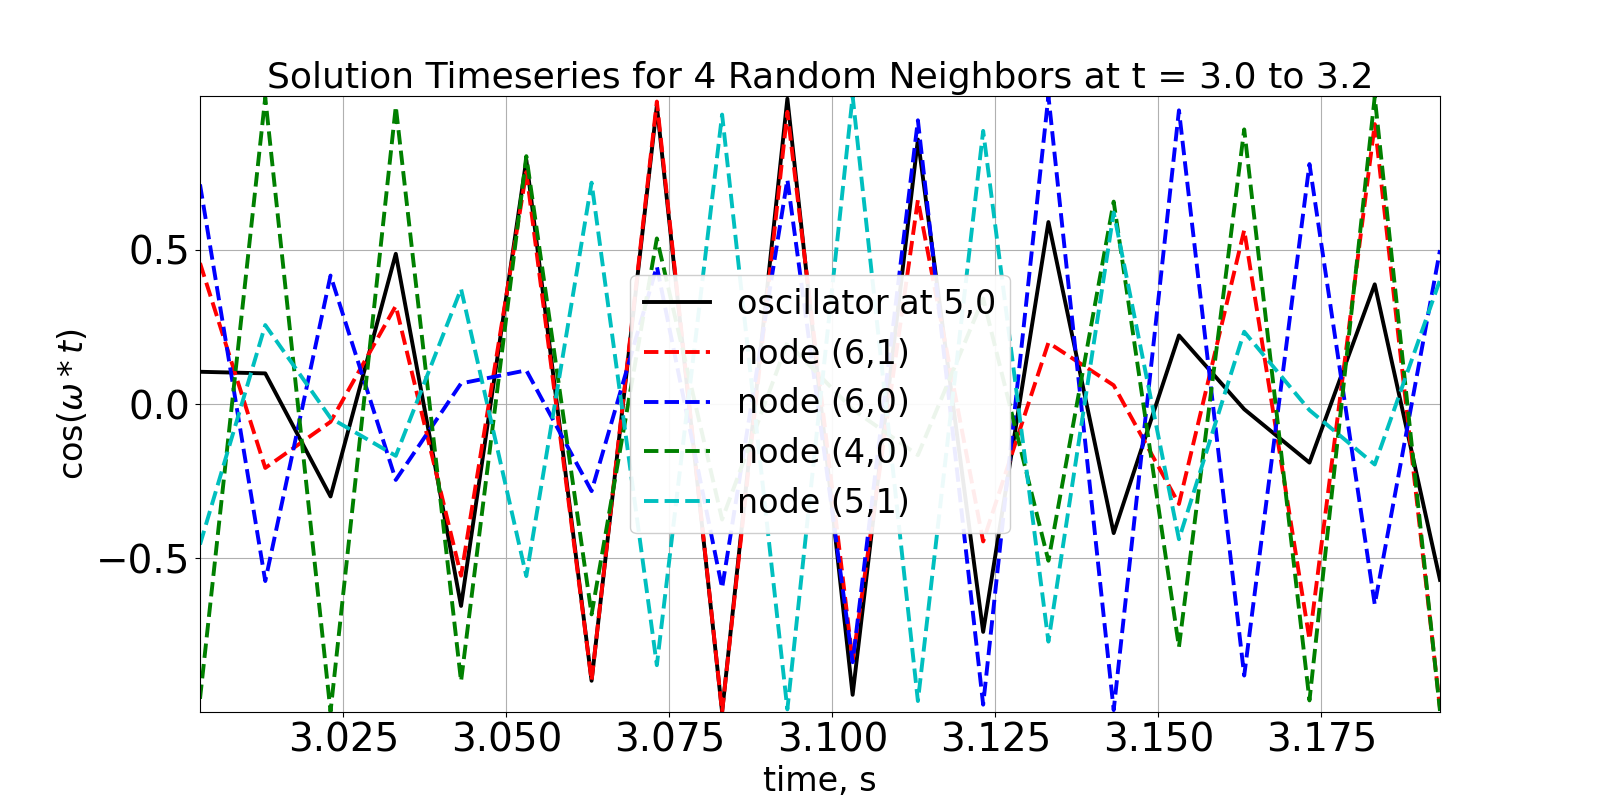 Solution Timeseries for 4 Random Neighbors at t = 3.0 to 3.2
cos(ω * t)
0.5
0.0
−0.5
oscillator at 5,0
node (6,1)
node (6,0)
node (4,0)
node (5,1)
3.025 3.050 3.075 3.100 3.125 3.150 3.175
time, s